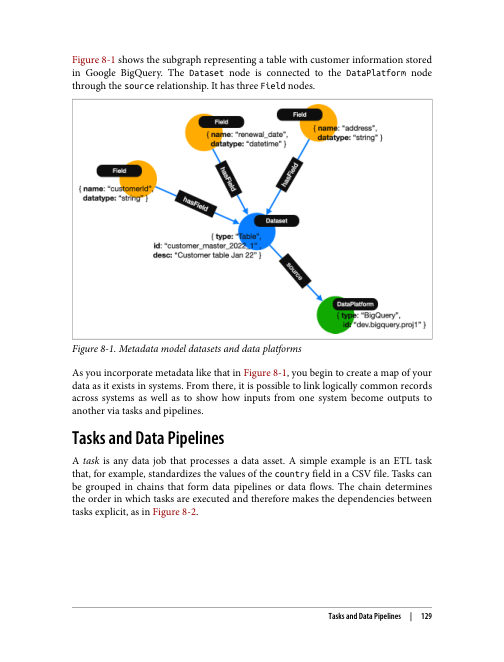 Figure 8-1 shows the subgraph representing a table with customer information stored
in Google BigQuery. The Dataset node is connected to the DataPlatform node
through the source relationship. It has three Field nodes.
Field
{ name: "renewal_date",
datatype: "datetime" }
Field
{ name: "address",
datatype: "string" }
Field
{ name: "customerId",
datatype: "string" }
hasField
hasField
hasField
Dataset
{ type: "Table",
id: "customer_master_2022_1",
desc: "Customer table Jan 22" }
source
DataPlatform
{ type: "BigQuery",
id: "dev.bigquery.proj1" }
Figure 8-1. Metadata model datasets and data platforms
As you incorporate metadata like that in Figure 8-1, you begin to create a map of your
data as it exists in systems. From there, it is possible to link logically common records
across systems as well as to show how inputs from one system become outputs to
another via tasks and pipelines.
Tasks and Data Pipelines
A task is any data job that processes a data asset. A simple example is an ETL task
that, for example, standardizes the values of the country field in a CSV file. Tasks can
be grouped in chains that form data pipelines or data flows. The chain determines
the order in which tasks are executed and therefore makes the dependencies between
tasks explicit, as in Figure 8-2.
Tasks and Data Pipelines | 129